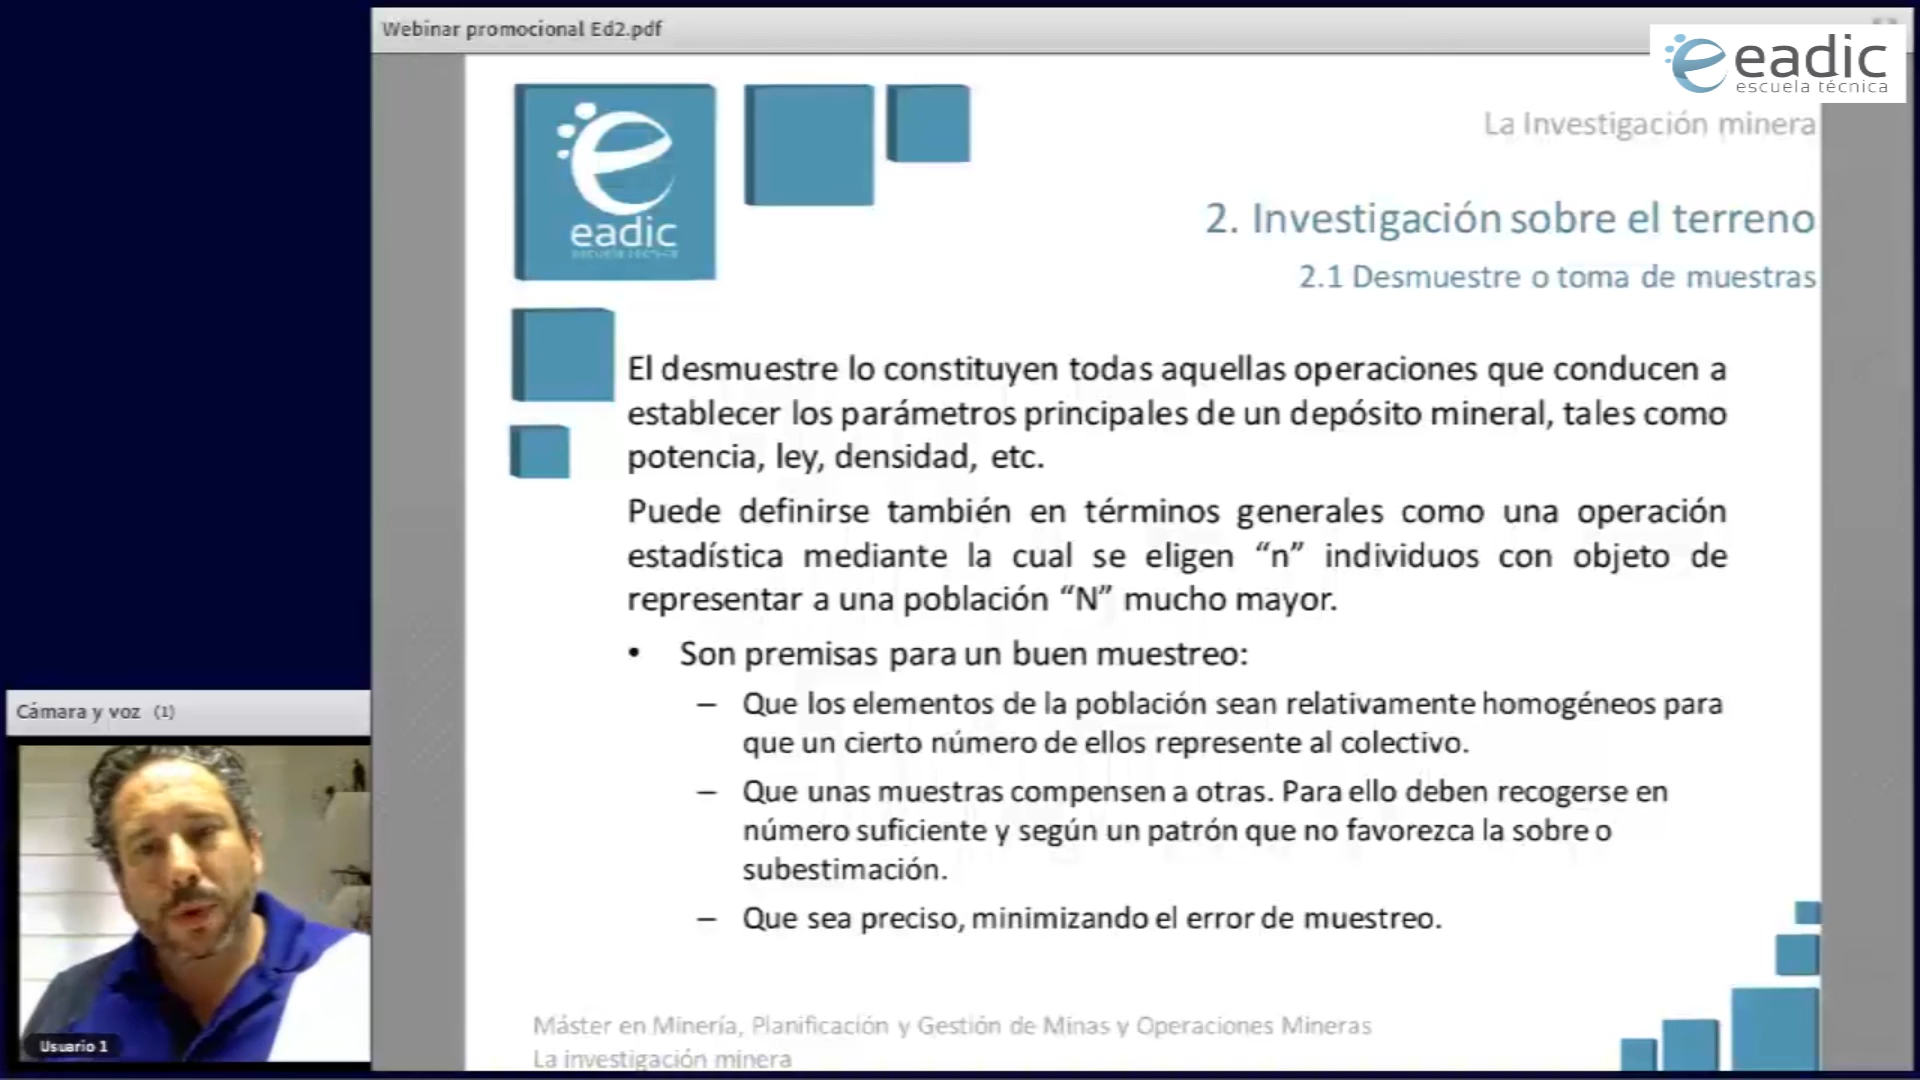 Webinar promocional Ed2.pdf
eadic
escuela técnica
La Investigación minera
eadic
escuela técnica
2. Investigación sobre el terreno
2.1 Desmuestre o toma de muestras
El desmuestre lo constituyen todas aquellas operaciones que conducen a
establecer los parámetros principales de un depósito mineral, tales como
potencia, ley, densidad, etc.
Puede definirse también en términos generales como una operación
estadística mediante la cual se eligen “n” individuos con objeto de
representar a una población “N” mucho mayor.
• Son premisas para un buen muestreo:
– Que los elementos de la población sean relativamente homogéneos para
que un cierto número de ellos represente al colectivo.
– Que unas muestras compensen a otras. Para ello deben recogerse en
número suficiente y según un patrón que no favorezca la sobre o
subestimación.
– Que sea preciso, minimizando el error de muestreo.
Máster en Minería, Planificación y Gestión de Minas y Operaciones Mineras
La investigación minera
Cámara y voz (1)
Usuario 1